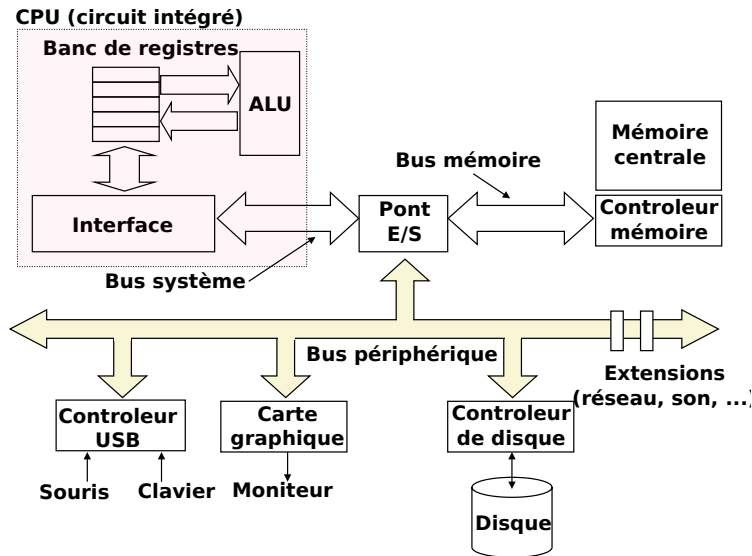 CPU (circuit intégré)
Banc de registres
ALU
Interface
Bus système
Pont
E/S
Bus mémoire
Mémoire
centrale
Controleur
mémoire
Bus périphérique
Extensions
(réseau, son, ...)
Controleur
USB
Carte
graphique
Controleur
de disque
Souris
Clavier
Moniteur
Disque